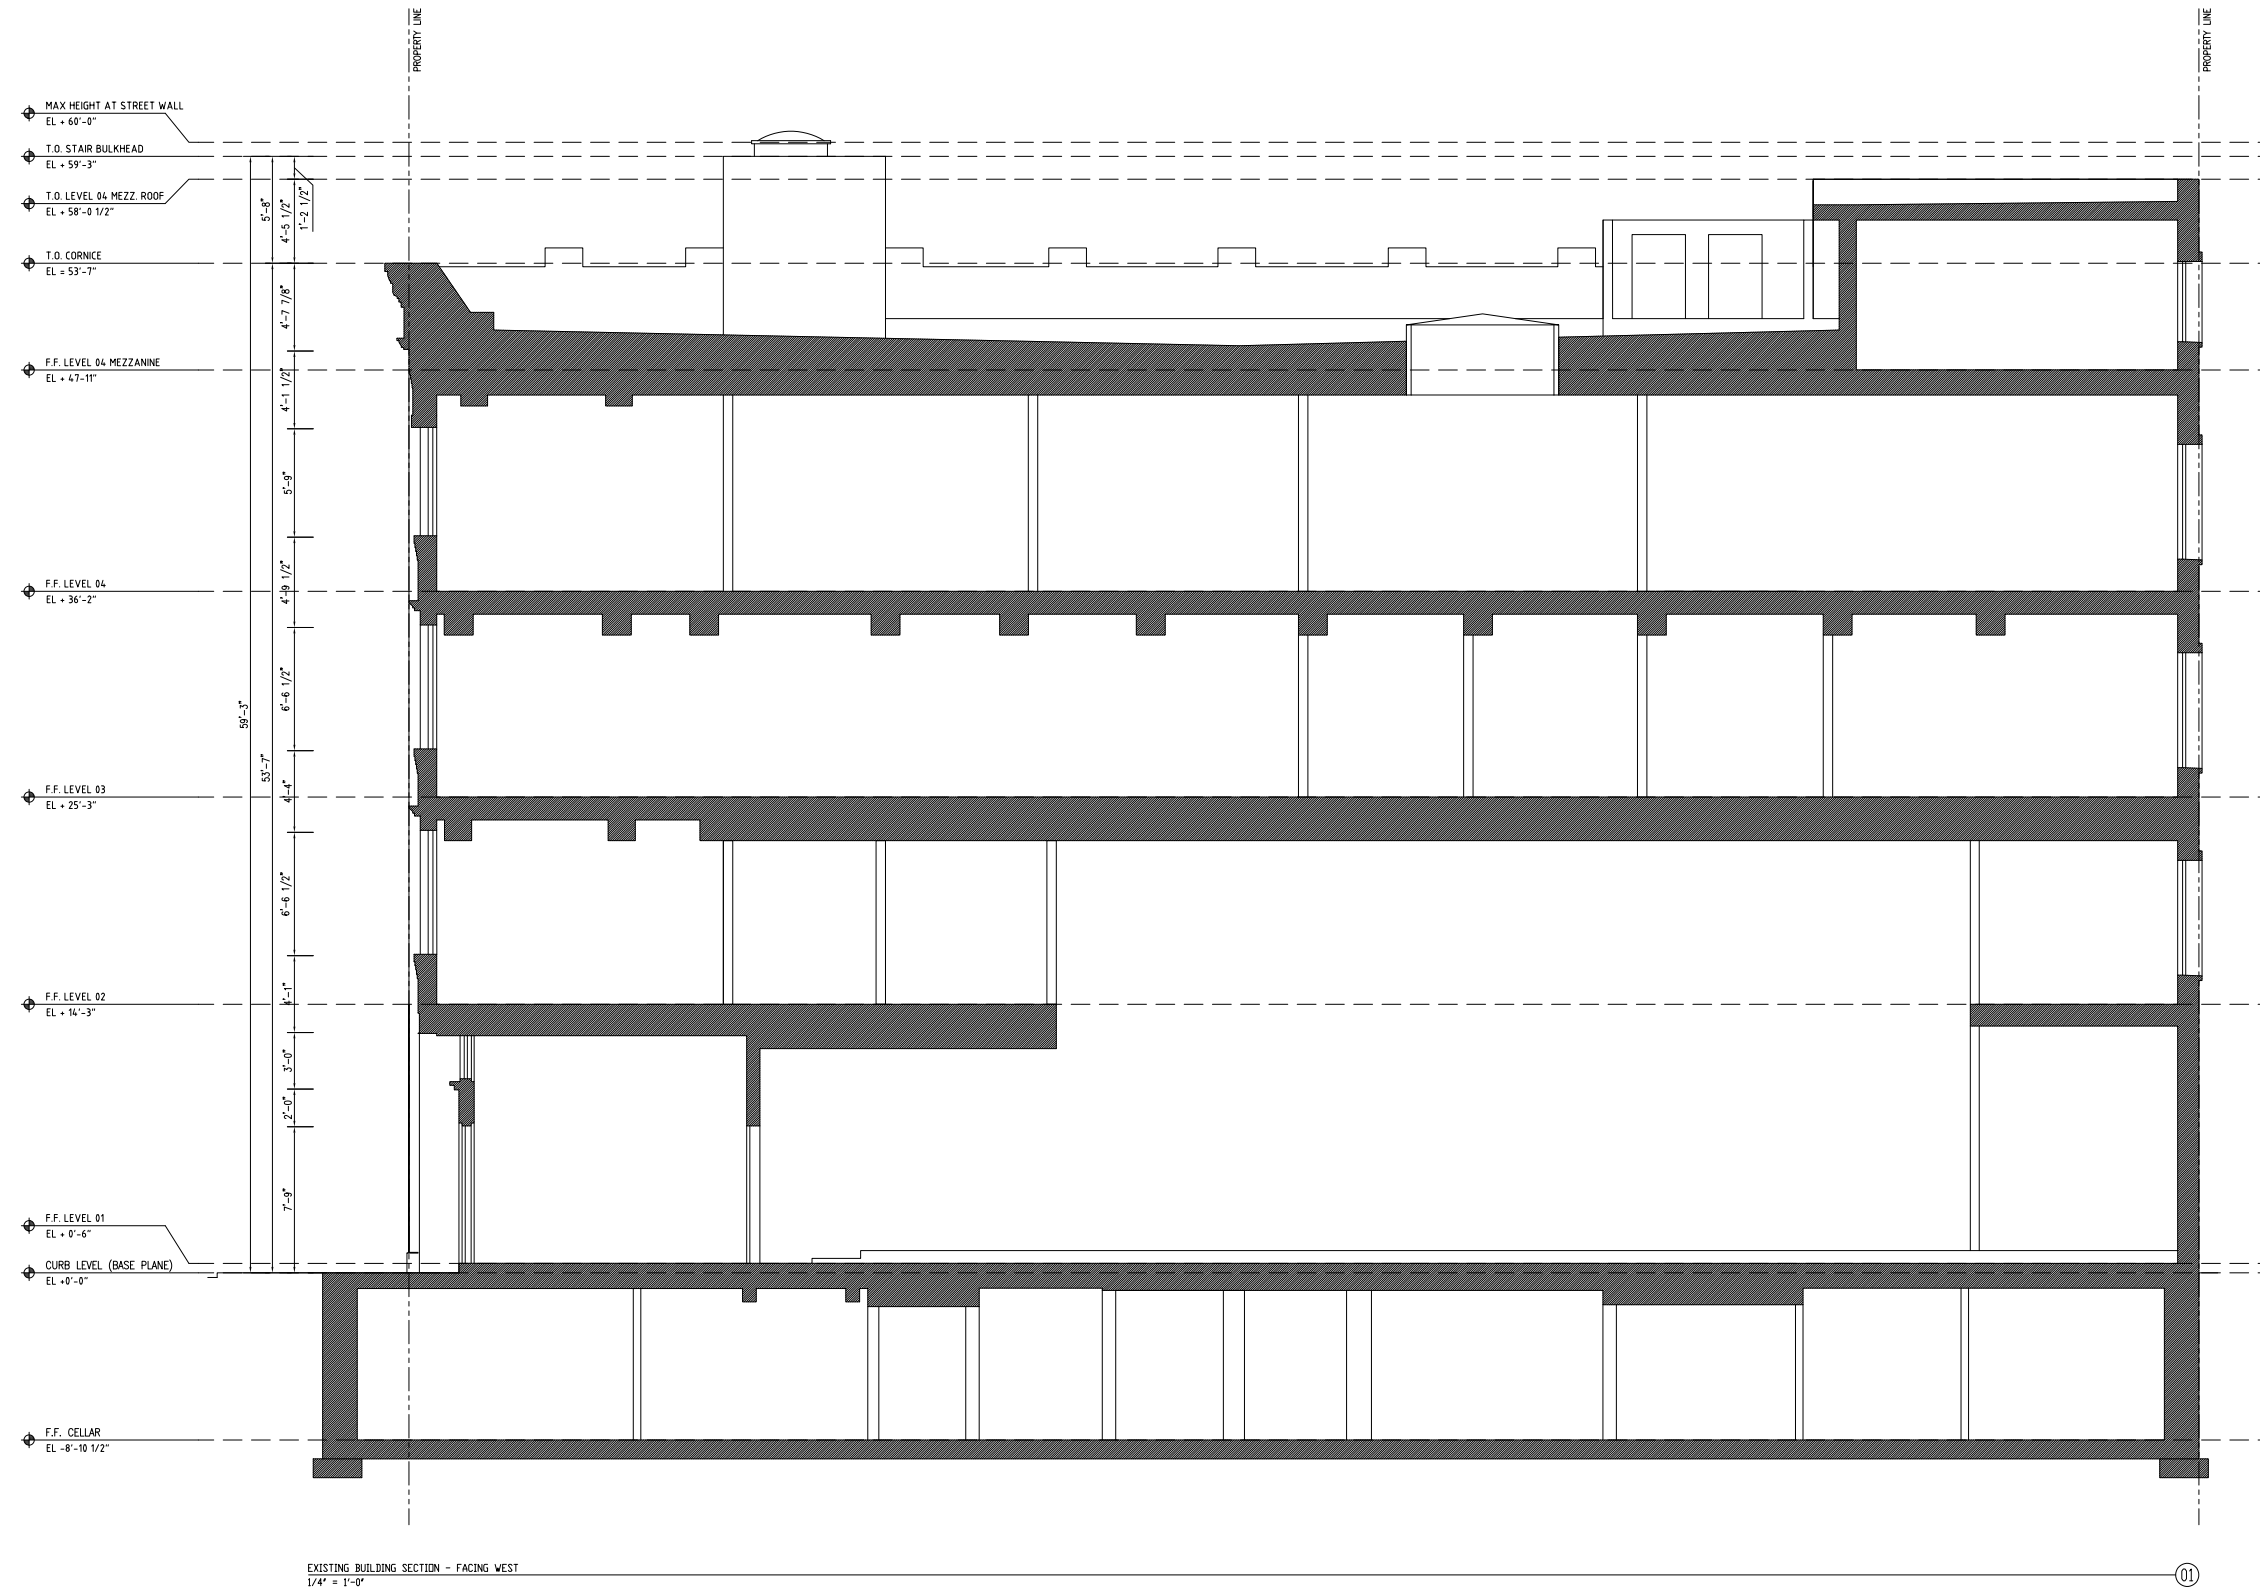 PROPERTY LINE
PROPERTY LINE
MAX HEIGHT AT STREET WALL
EL + 60'-0"
T.O. STAIR BULKHEAD
EL + 59'-3"
T.O. LEVEL 04 MEZZ. ROOF
EL + 58'-0 1/2"
T.O. CORNICE
EL = 53'-7"
F.F. LEVEL 04 MEZZANINE
EL + 47-11"
F.F. LEVEL 04
EL + 36'-2"
F.F. LEVEL 03
EL + 25'-3"
F.F. LEVEL 02
EL + 14'-3"
F.F. LEVEL 01
EL + 0'-6"
CURB LEVEL (BASE PLANE)
EL +0'-0"
F.F. CELLAR
EL -8'-10 1/2"
59'-3"
5'-8"
53'-7"
1'-2 1/2"
4'-5 1/2"
4'-7 7/8"
4'-1 1/2"
5'-9"
4'-9 1/2"
6'-6 1/2"
4'-4"
6'-6 1/2"
4'-1"
3'-0"
2'-0"
7'-9"
EXISTING BUILDING SECTION - FACING WEST
1/4" = 1'-0"
01